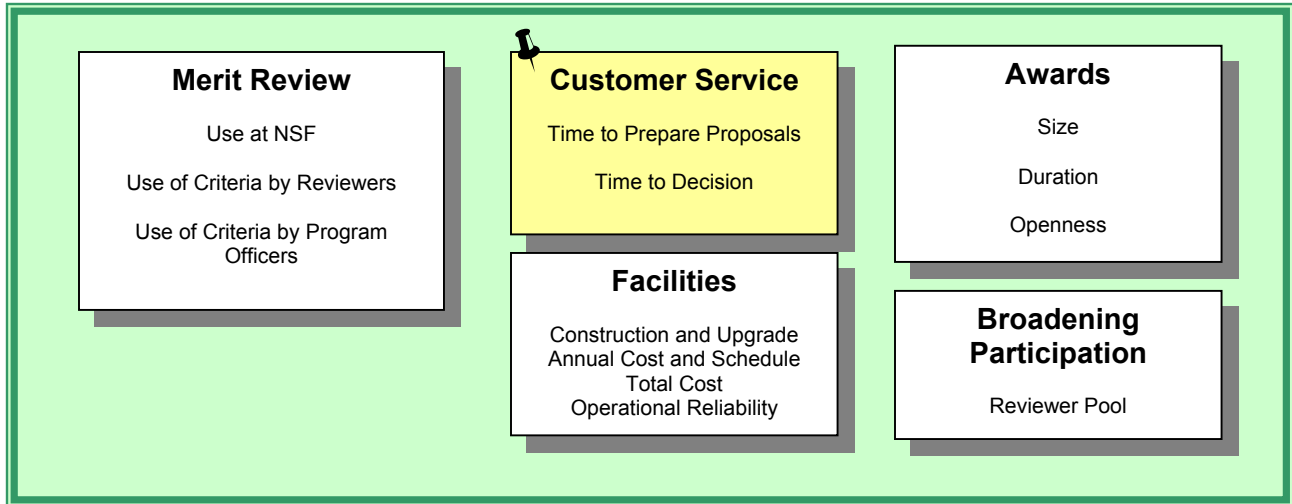 Merit Review
Use at NSF
Use of Criteria by Reviewers
Use of Criteria by Program
Officers
Customer Service
Time to Prepare Proposals
Time to Decision
Facilities
Construction and Upgrade
Annual Cost and Schedule
Total Cost
Operational Reliability
Awards
Size
Duration
Openness
Broadening
Participation
Reviewer Pool